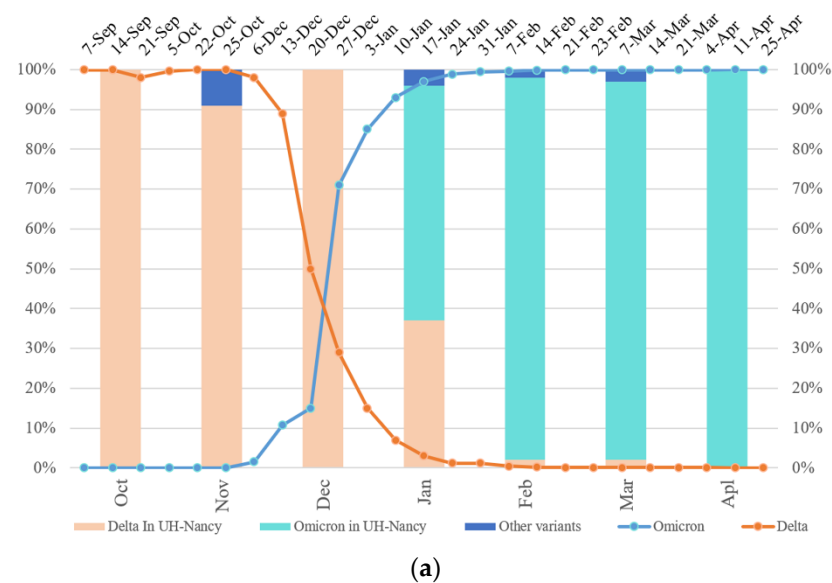 7-Sep 14-Sep 21-Sep 5-Oct 22-Oct 25-Oct 6-Dec 13-Dec 20-Dec 27-Dec 3-Jan 10-Jan 17-Jan 24-Jan 31-Jan 7-Feb 14-Feb 21-Feb 23-Feb 7-Mar 14-Mar 21-Mar 4-Apr 11-Apr 25-Apr
100% 100%
90% 90%
80% 80%
70% 70%
60% 60%
50% 50%
40% 40%
30% 30%
20% 20%
10% 10%
0% 0%
Oct Nov Dec Jan Feb Mar Apl
Delta In UH-Nancy Omicron in UH-Nancy Other variants Omicron Delta
(a)